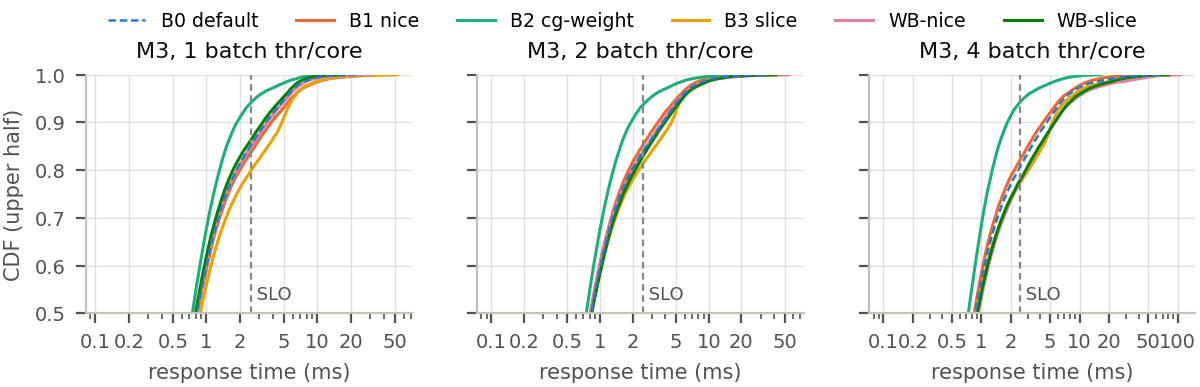 B0 default B1 nice B2 cg-weight B3 slice WB-nice WB-slice
M3, 1 batch thr/core M3, 2 batch thr/core M3, 4 batch thr/core
CDF (upper half)
1.0
0.9
0.8
0.7
0.6
0.5
SLO SLO SLO
0.1 0.2 0.5 1 2 5 10 20 50 0.1 0.2 0.5 1 2 5 10 20 50 0.1 0.2 0.5 1 2 5 10 20 50 100
response time (ms) response time (ms) response time (ms)